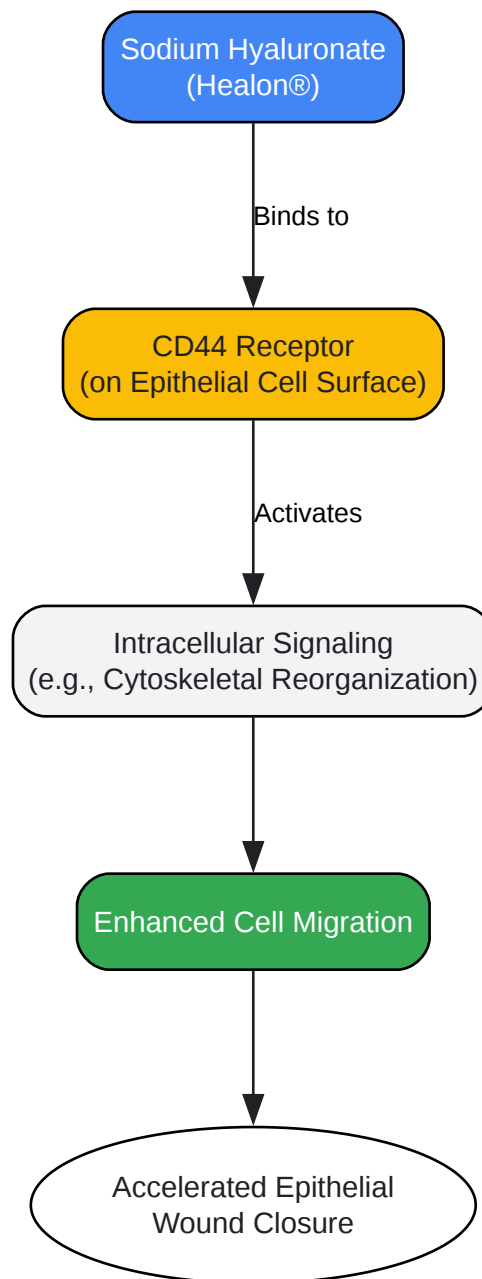 Sodium Hyaluronate
(Healon®)
Binds to
CD44 Receptor
(on Epithelial Cell Surface)
Activates
Intracellular Signaling
(e.g., Cytoskeletal Reorganization)
Enhanced Cell Migration
Accelerated Epithelial
Wound Closure